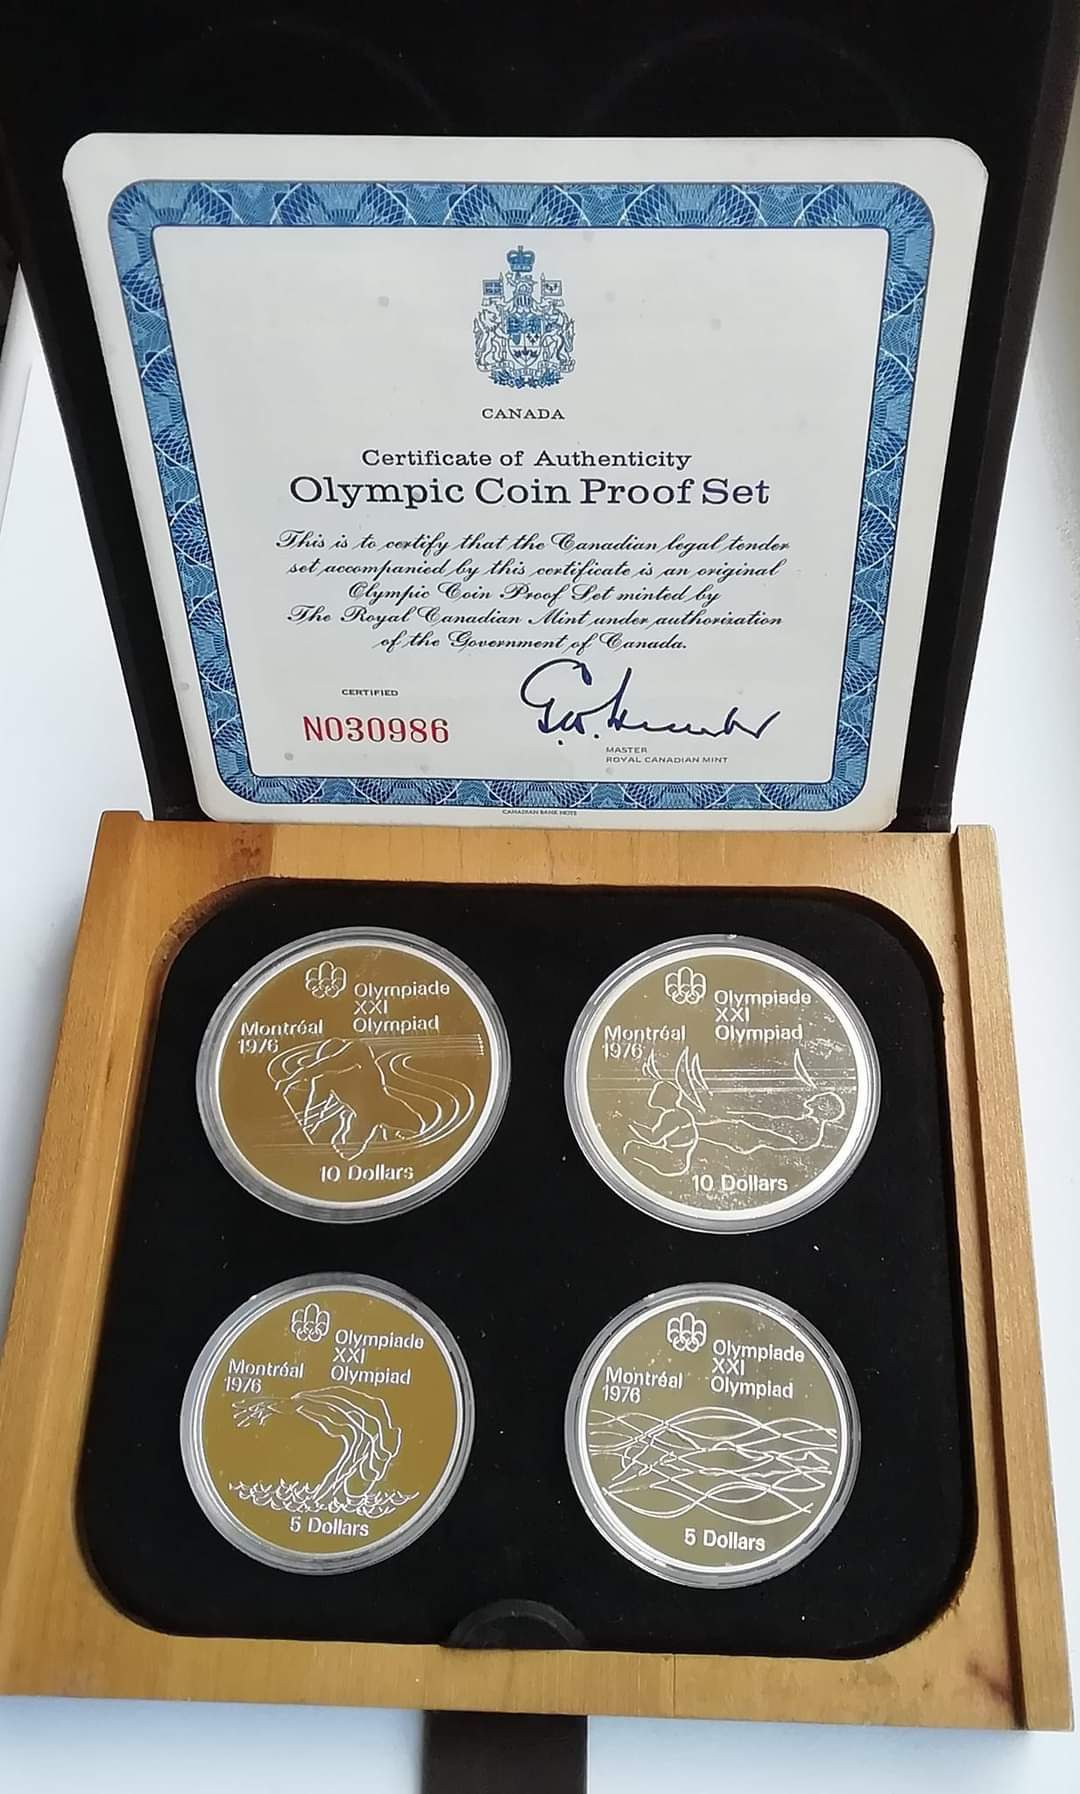 CANADA
Certificate of Authenticity
Olympic Coin Proof Set
This is to certify that the Canadian legal tender
set accompanied by this certificate is an original
Olympic Coin Proof Set minted by
The Royal Canadian Mint under authorization
of the Government of Canada.
CERTIFIED
N030986
MASTER
ROYAL CANADIAN MINT
CANADIAN BANK NOTE
Olympiade
XXI
Montréal Olympiad
1976
10 Dollars
Olympiade
XXI
Montréal Olympiad
1976
10 Dollars
Olympiade
XXI
Montréal Olympiad
1976
5 Dollars
Olympiade
XXI
Montréal Olympiad
1976
5 Dollars